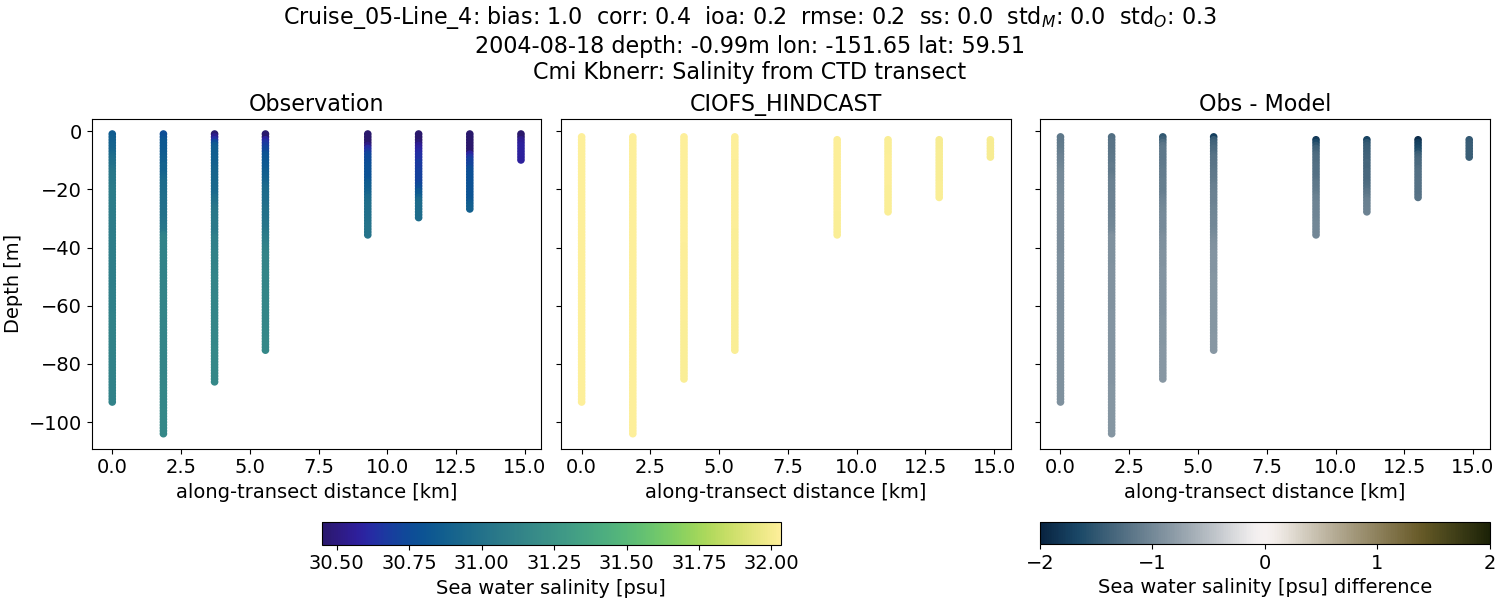 Cruise_05-Line_4: bias: 1.0  corr: 0.4  ioa: 0.2  rmse: 0.2  ss: 0.0  std_M: 0.0  std_O: 0.3
2004-08-18 depth: -0.99m lon: -151.65 lat: 59.51
Cmi Kbnerr: Salinity from CTD transect
Observation
CIOFS_HINDCAST
Obs - Model
Depth [m]
0
−20
−40
−60
−80
−100
0.0 2.5 5.0 7.5 10.0 12.5 15.0
0.0 2.5 5.0 7.5 10.0 12.5 15.0
0.0 2.5 5.0 7.5 10.0 12.5 15.0
along-transect distance [km]
along-transect distance [km]
along-transect distance [km]
30.50 30.75 31.00 31.25 31.50 31.75 32.00
Sea water salinity [psu]
−2 −1 0 1 2
Sea water salinity [psu] difference